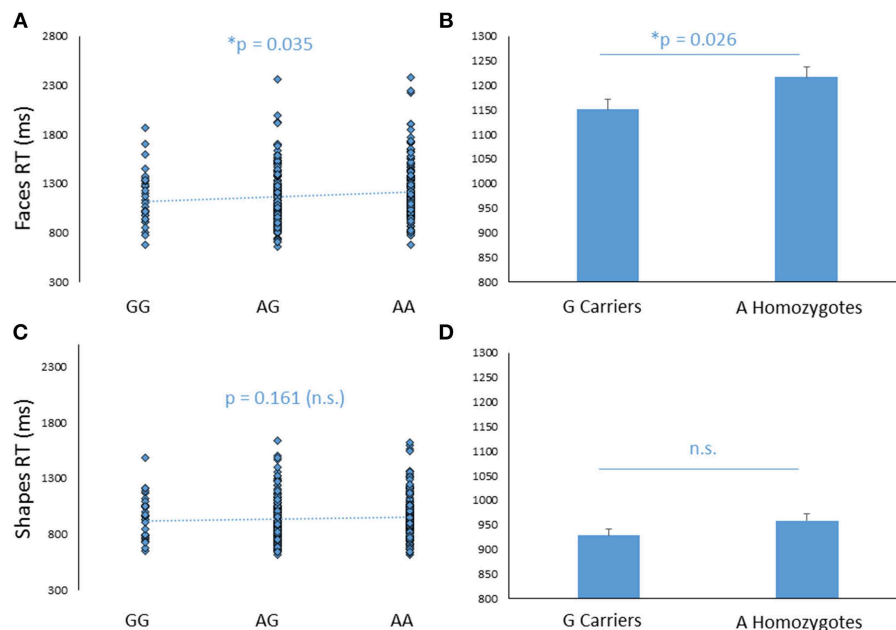 A
*p = 0.035
Faces RT (ms)
2800
2300
1800
1300
800
300
GG AG AA
B
*p = 0.026
1300
1250
1200
1150
1100
1050
1000
950
900
850
800
G Carriers A Homozygotes
C
p = 0.161 (n.s.)
Shapes RT (ms)
2300
1800
1300
800
300
GG AG AA
D
n.s.
1300
1250
1200
1150
1100
1050
1000
950
900
850
800
G Carriers A Homozygotes